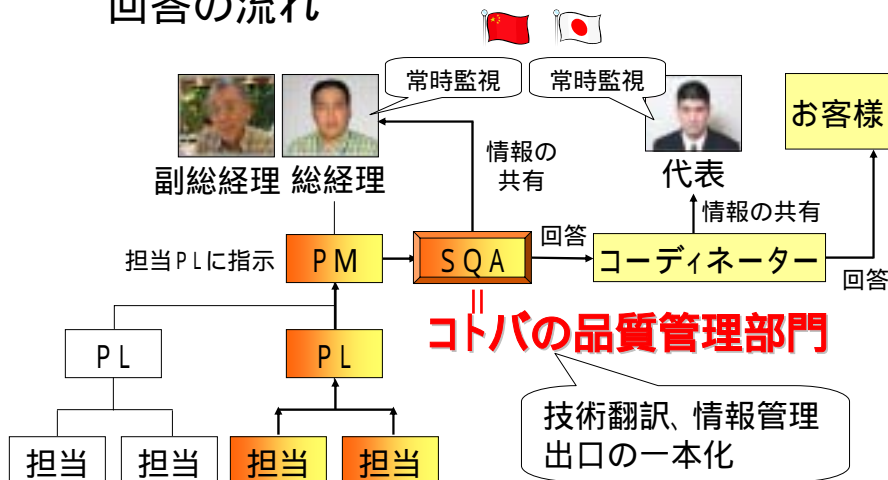 回答の流れ
常時監視
常時監視
お客様
副総経理
総経理
代表
情報の
共有
情報の共有
担当PLに指示
PM
SQA
回答
コーディネーター
回答
||
コトバの品質管理部門
PL
PL
技術翻訳、情報管理
出口の一本化
担当
担当
担当
担当